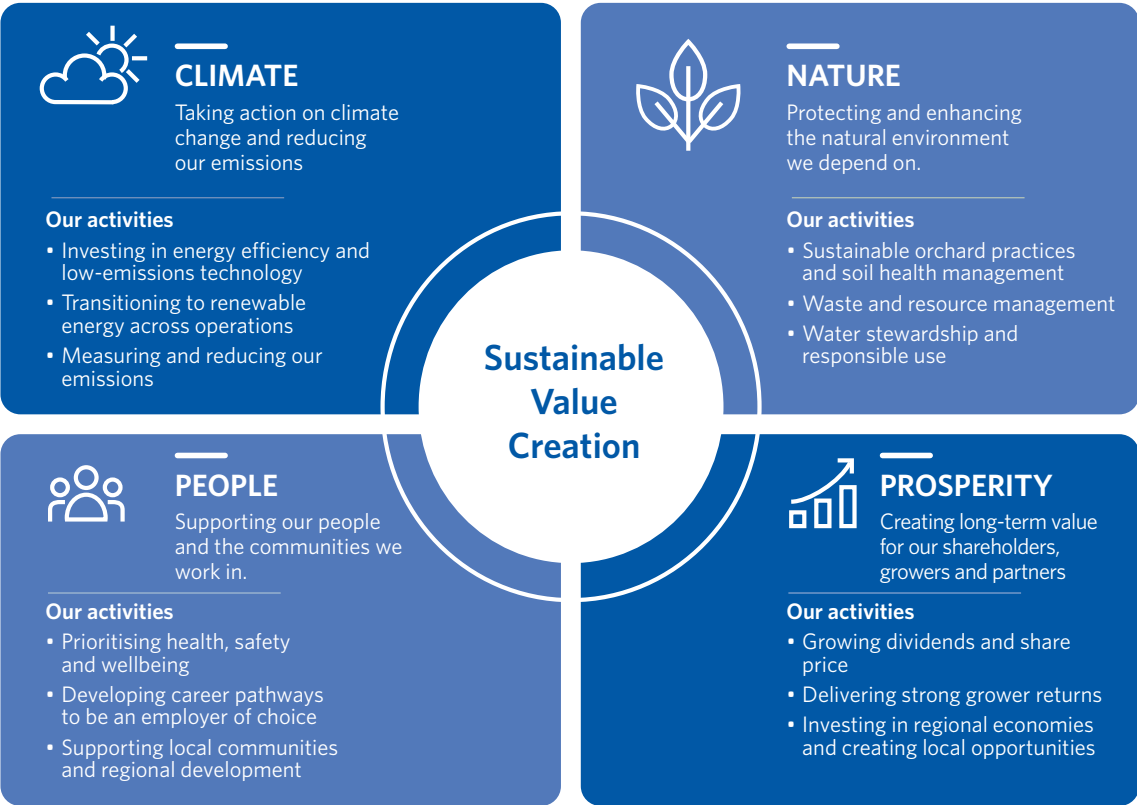 CLIMATE
Taking action on climate
change and reducing
our emissions
Our activities
• Investing in energy efficiency and
low-emissions technology
• Transitioning to renewable
energy across operations
• Measuring and reducing our
emissions
NATURE
Protecting and enhancing
the natural environment
we depend on.
Our activities
• Sustainable orchard practices
and soil health management
• Waste and resource management
• Water stewardship and
responsible use
Sustainable
Value
Creation
PEOPLE
Supporting our people
and the communities we
work in.
Our activities
• Prioritising health, safety
and wellbeing
• Developing career pathways
to be an employer of choice
• Supporting local communities
and regional development
PROSPERITY
Creating long-term value
for our shareholders,
growers and partners
Our activities
• Growing dividends and share
price
• Delivering strong grower returns
• Investing in regional economies
and creating local opportunities